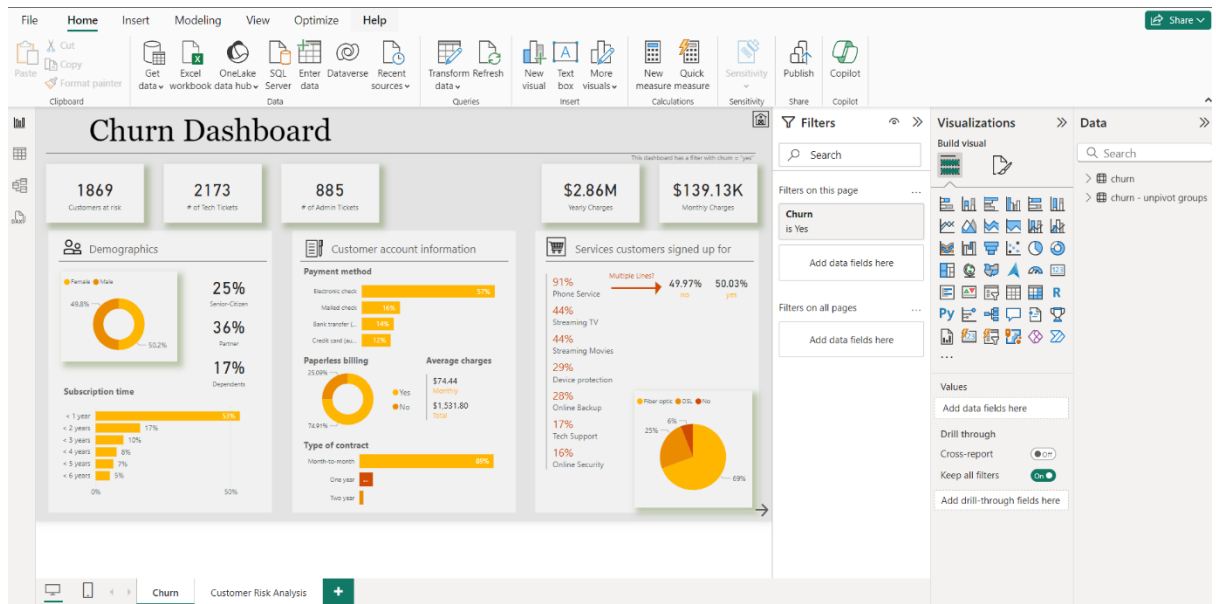 File Home Insert Modeling View Optimize Help
Share
Paste
Cut
Copy
Format painter
Clipboard
Get data
Excel workbook
OneLake data hub
SQL Server
Enter data
Dataverse
Recent sources
Data
Transform data
Refresh
Queries
New visual
Text box
More visuals
Insert
New measure
Quick measure
Calculations
Sensitivity
Sensitivity
Publish
Share
Copilot
Copilot
Churn Dashboard
This dashboard has a filter with churn = "yes"
1869
Customers at risk
2173
# of Tech Tickets
885
# of Admin Tickets
$2.86M
Yearly Charges
$139.13K
Monthly Charges
Demographics
Female Male
49.8%
50.2%
25%
Senior-Citizen
36%
Partner
17%
Dependents
Subscription time
< 1 year 53%
< 2 years 17%
< 3 years 10%
< 4 years 8%
< 5 years 7%
< 6 years 5%
0% 50%
Customer account information
Payment method
Electronic check 57%
Mailed check 16%
Bank transfer (... 14%
Credit card (au... 12%
Paperless billing
25.09%
74.91%
Yes
No
Average charges
$74.44
Monthly
$1,531.80
Total
Type of contract
Month-to-month 89%
One year ...
Two year
Services customers signed up for
91%
Phone Service
Multiple Lines?
49.97% 50.03%
no yes
44%
Streaming TV
44%
Streaming Movies
29%
Device protection
28%
Online Backup
17%
Tech Support
16%
Online Security
Fiber optic DSL No
6%
25%
69%
Filters
Search
Filters on this page ...
Churn
is Yes
Add data fields here
Filters on all pages ...
Add data fields here
Visualizations
Build visual
R
Py
...
Values
Add data fields here
Drill through
Cross-report Off
Keep all filters On
Add drill-through fields here
Data
Search
churn
churn - unpivot groups
Churn Customer Risk Analysis +